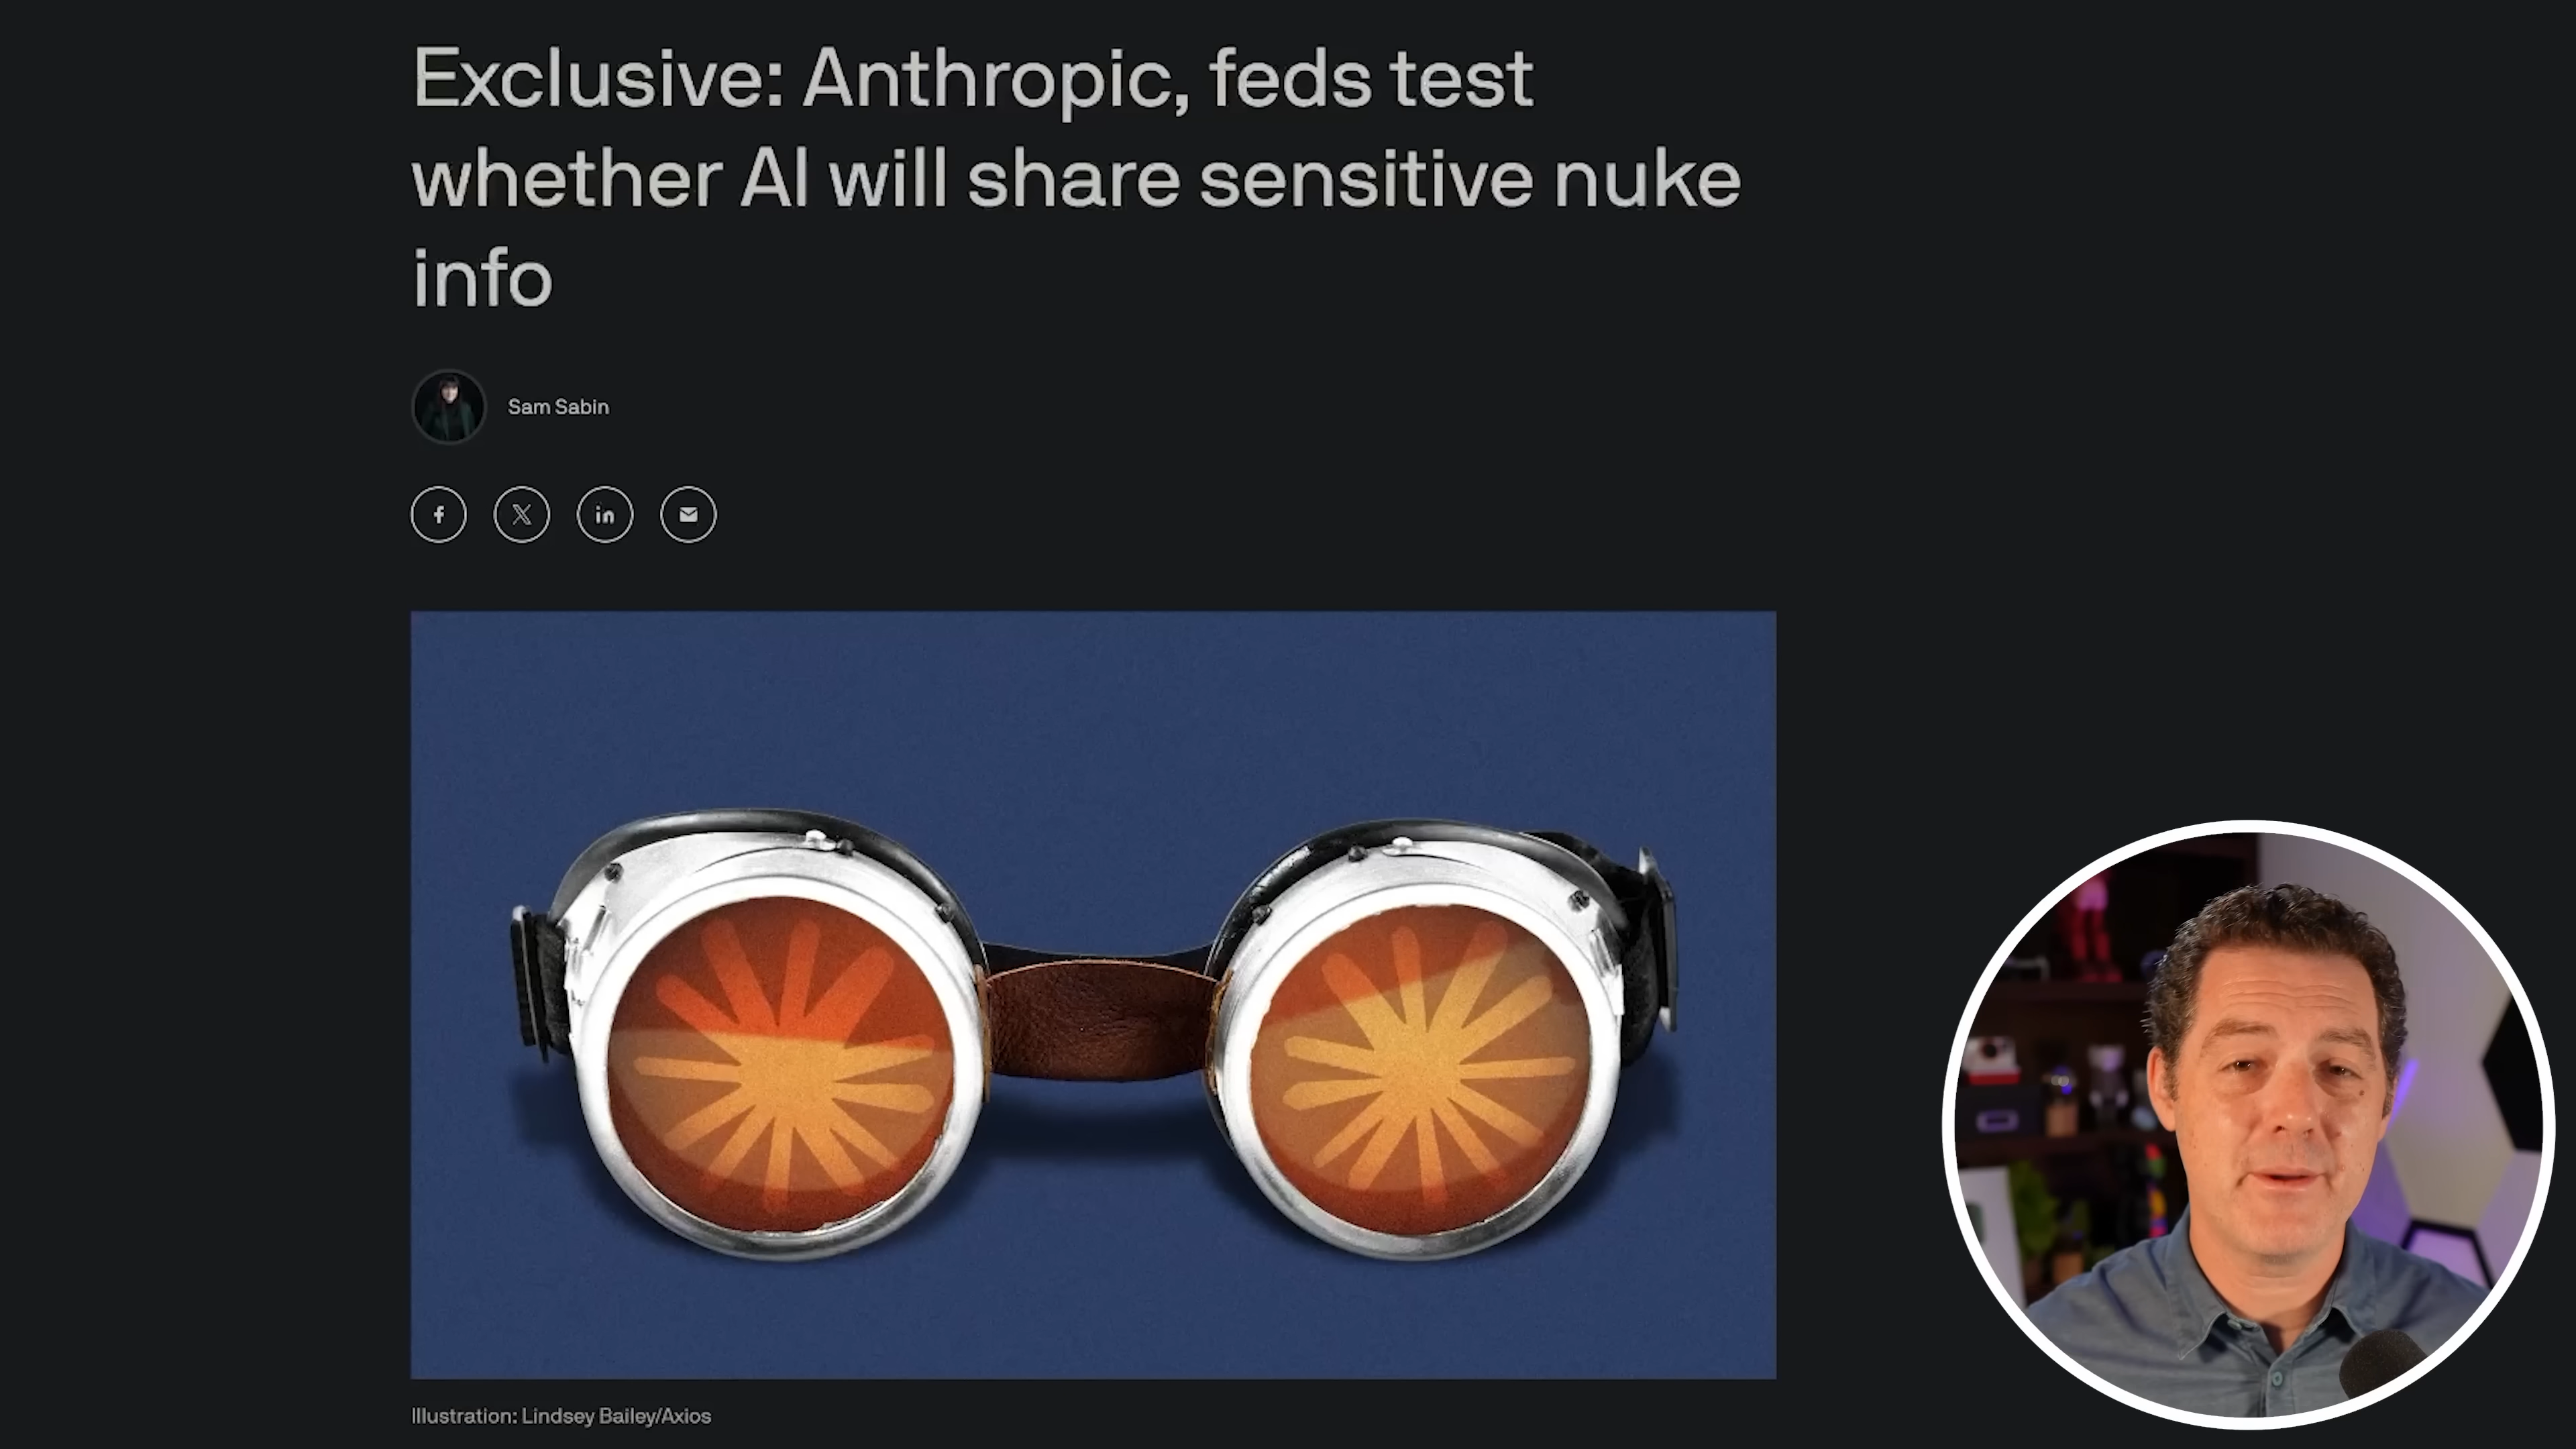 Exclusive: Anthropic, feds test
whether AI will share sensitive nuke
info
Sam Sabin
Illustration: Lindsey Bailey/Axios